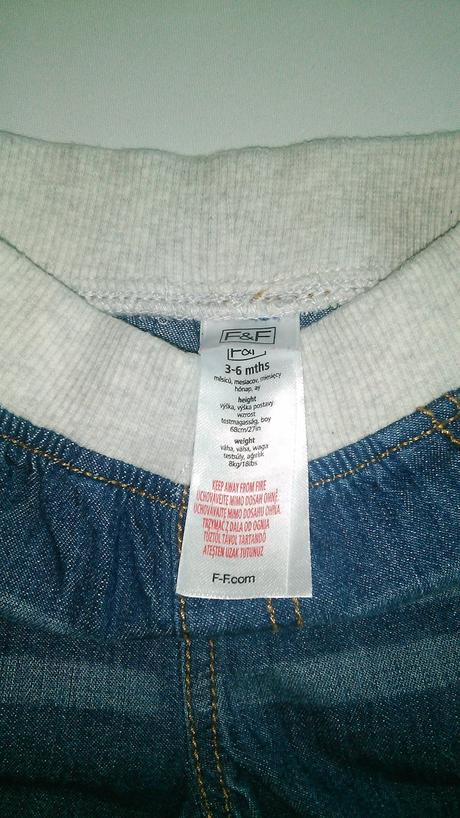 F&F
3-6 mths
měsíců, mesiacov, miesięcy
hónap, ay
height
výška, výška postavy
wzrost
testmagasság, boy
68cm/27in
weight
váha, váha, waga
testsúly, ağırlık
8kg/18lbs
KEEP AWAY FROM FIRE
UCHOVÁVEJTE MIMO DOSAH OHNĚ
UCHOVÁVAJTE MIMO DOSAHU OHŇA
TRZYMAĆ Z DALA OD OGNIA
TŰZTŐL TÁVOL TARTANDÓ
ATEŞTEN UZAK TUTUNUZ
F-F.com